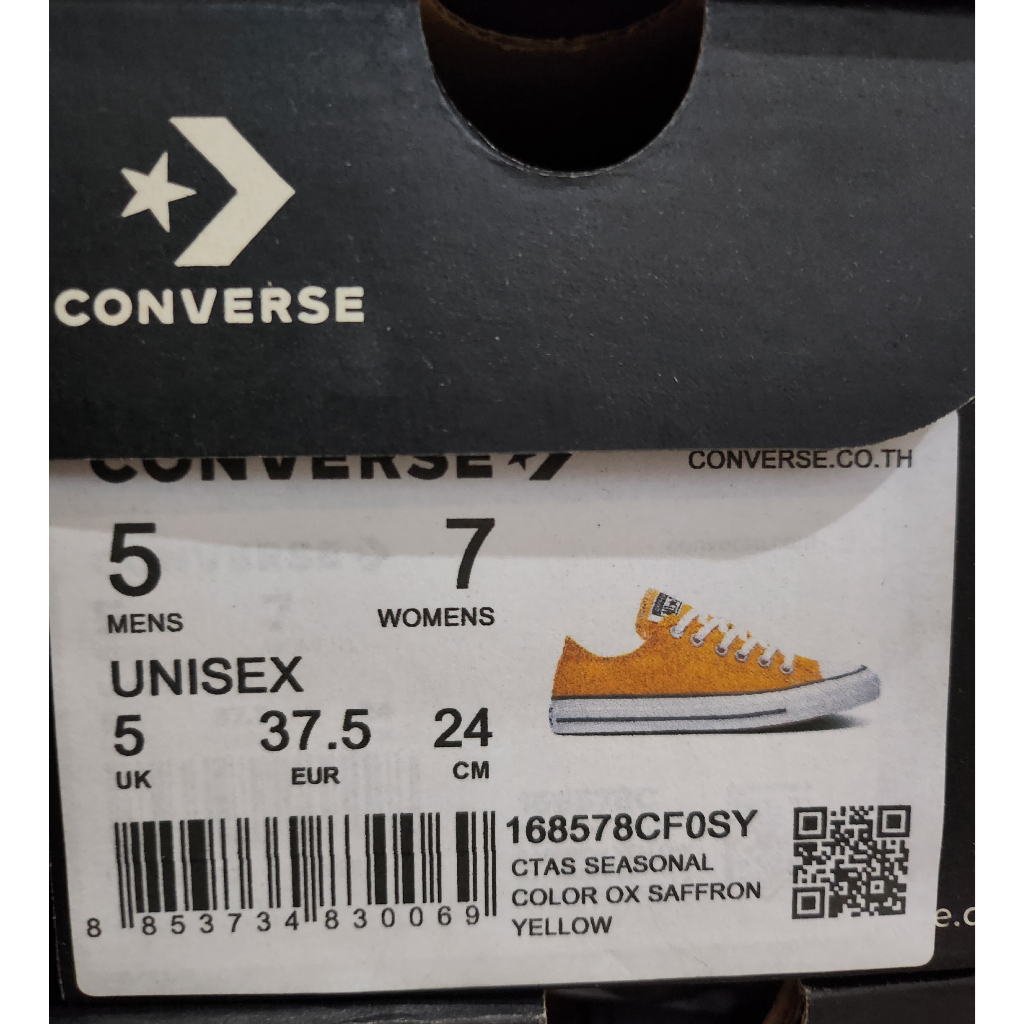 CONVERSE
CONVERSE
CONVERSE.CO.TH
5 7
MENS WOMENS
UNISEX
5 37.5 24
UK EUR CM
168578CF0SY
CTAS SEASONAL
COLOR OX SAFFRON
YELLOW
8 853734 830069